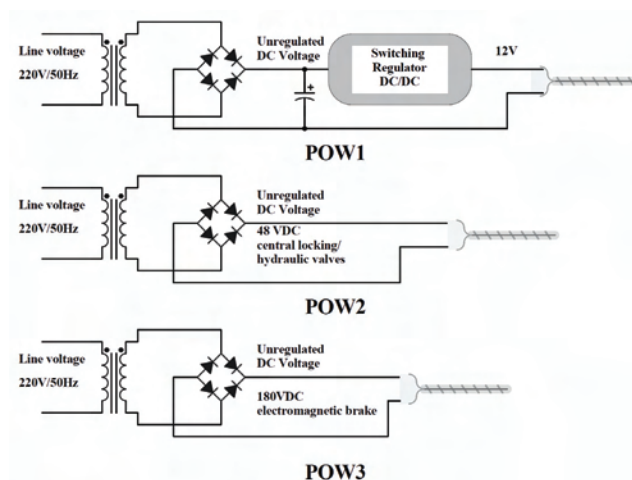 Line voltage
220V/50Hz
Unregulated
DC Voltage
+
Switching
Regulator
DC/DC
12V
POW1
Line voltage
220V/50Hz
Unregulated
DC Voltage
48 VDC
central locking/
hydraulic valves
POW2
Line voltage
220V/50Hz
Unregulated
DC Voltage
180VDC
electromagnetic brake
POW3